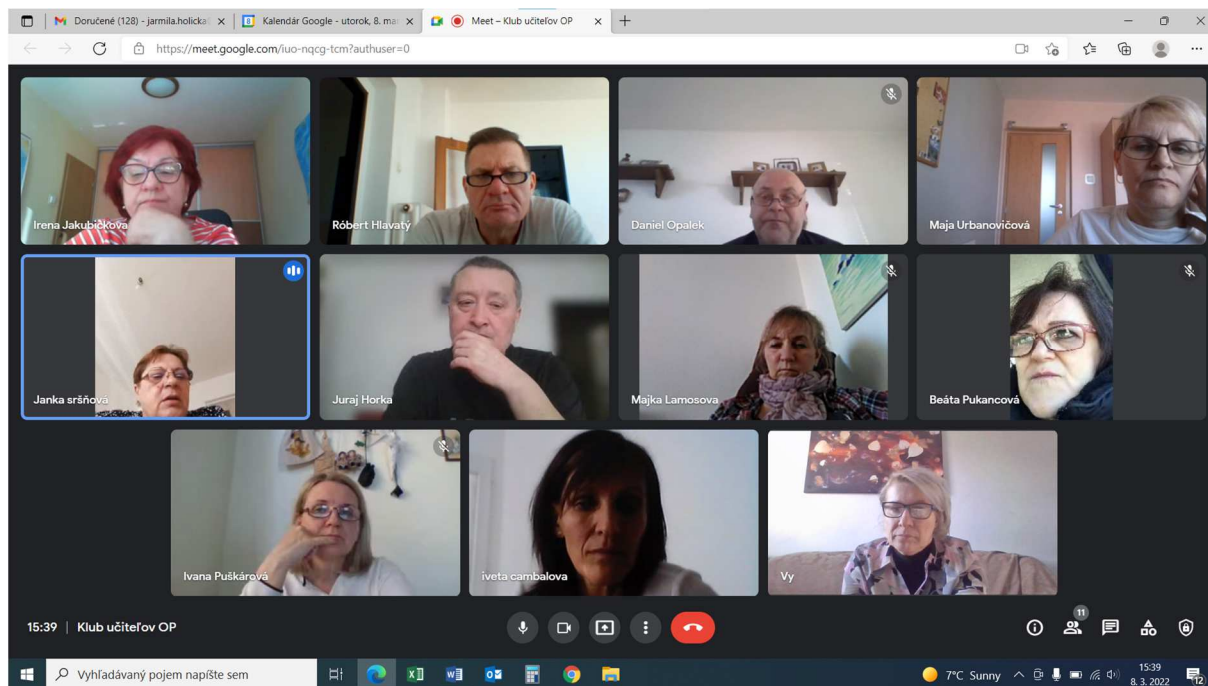 Doručené (128) - jarmila.holicka
Kalendár Google - utorok, 8. mar
Meet – Klub učiteľov OP
https://meet.google.com/iuo-nqcg-tcm?authuser=0
Irena Jakubičkova
Róbert Hlavatý
Daniel Opalek
Maja Urbanovičová
Janka sršňová
Juraj Horka
Majka Lamosova
Beáta Pukancová
Ivana Puškárová
iveta cambalova
Vy
15:39 | Klub učiteľov OP
11
Vyhľadávaný pojem napíšte sem
7°C Sunny
15:39
8. 3. 2022
12